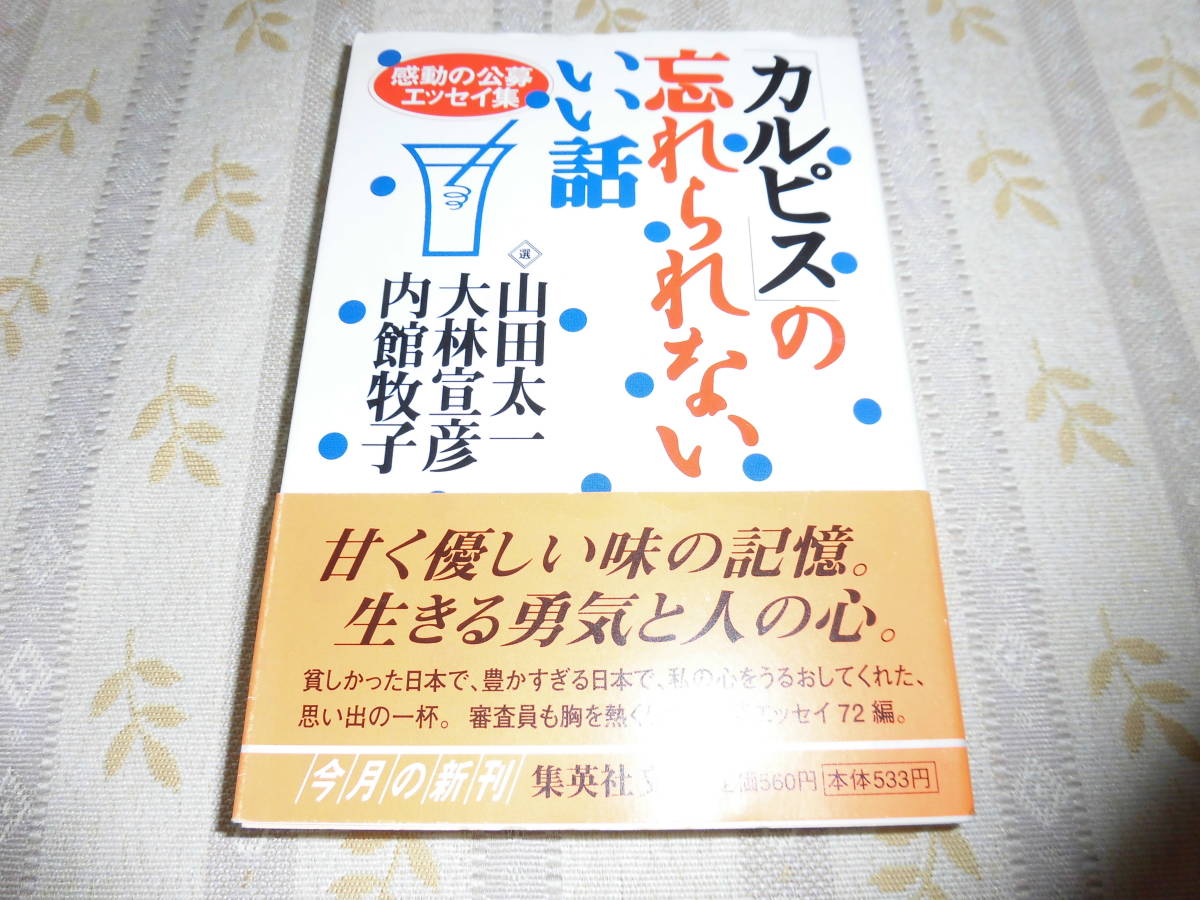 「カルピス」の
忘れられない
いい話
感動の公募
エッセイ集
選
山田太一
大林宣彦
内館牧子
甘く優しい味の記憶。
生きる勇気と人の心。
貧しかった日本で、豊かすぎる日本で、私の心をうるおしてくれた、
思い出の一杯。審査員も胸を熱く エッセイ72編。
今月の新刊
集英社
価560円
本体533円